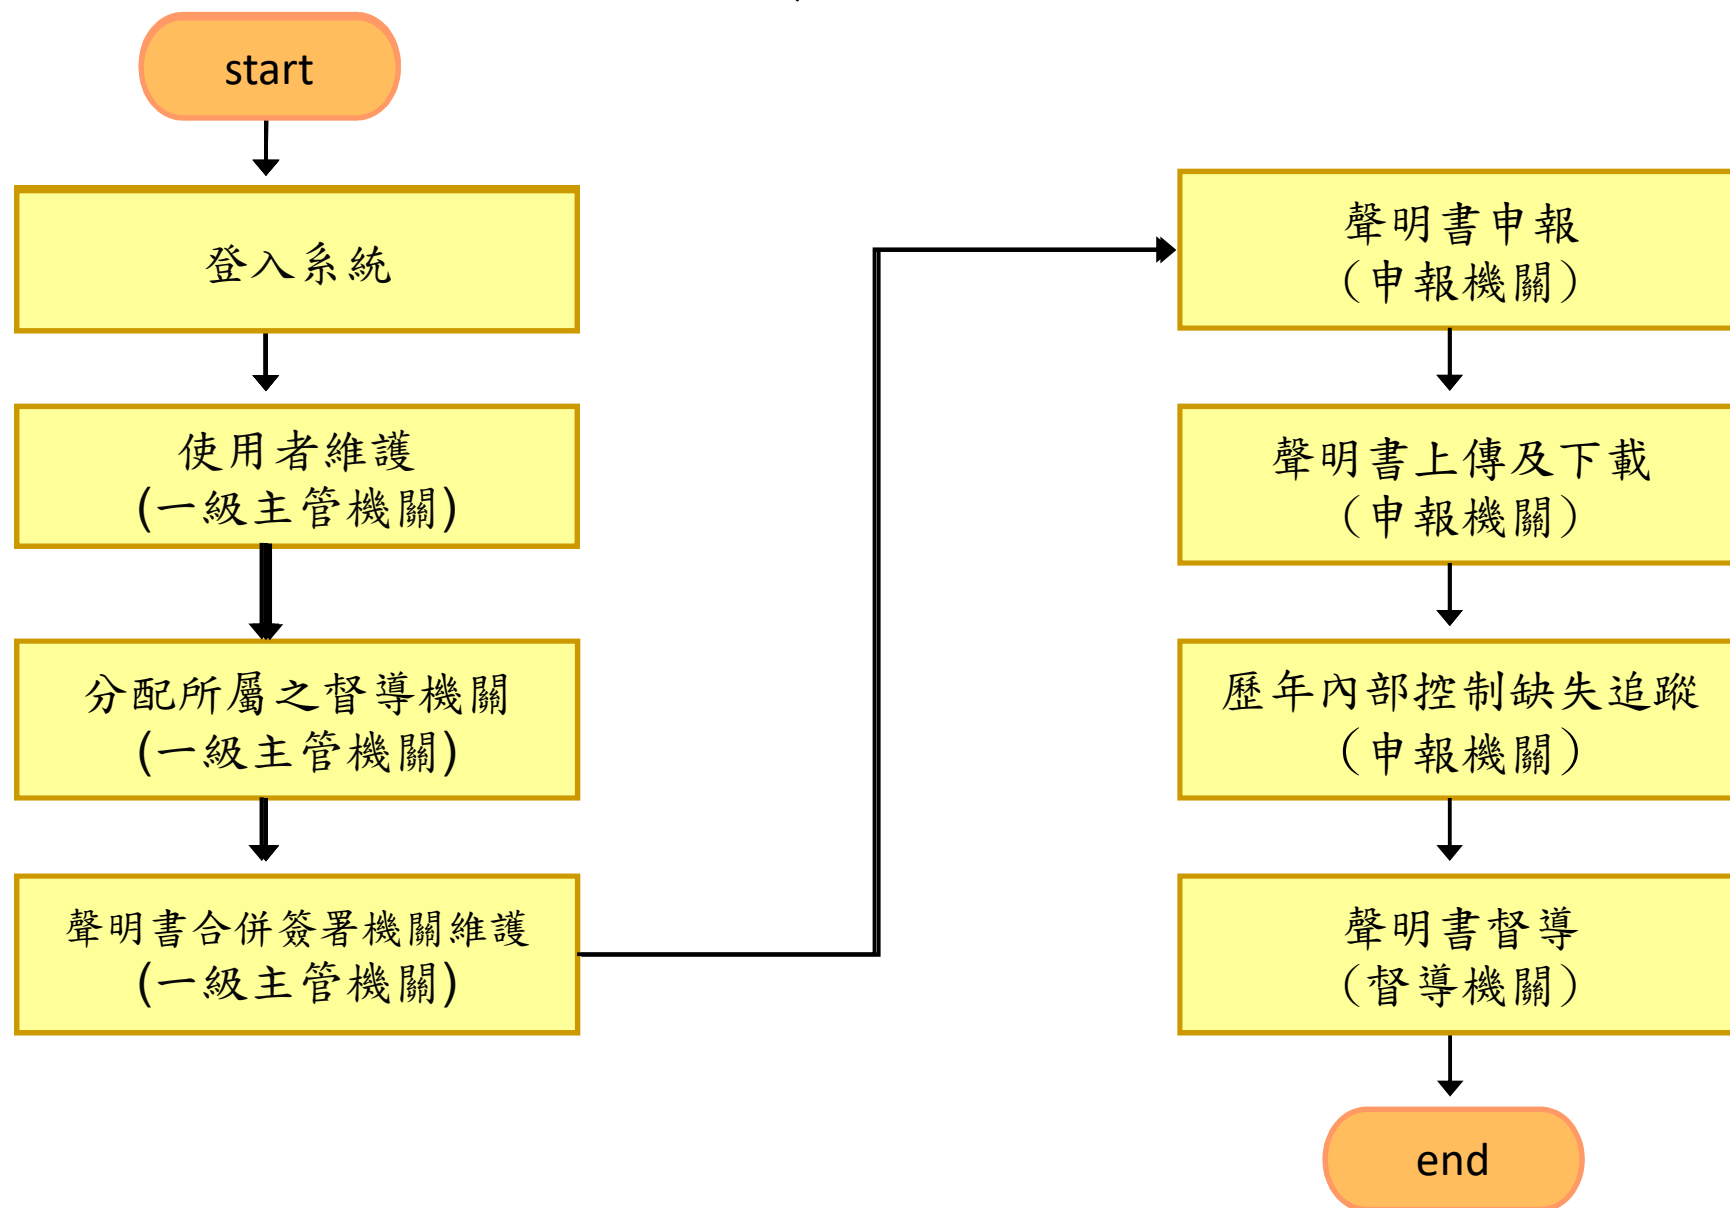 start
登入系統
使用者維護
(一級主管機關)
分配所屬之督導機關
(一級主管機關)
聲明書合併簽署機關維護
(一級主管機關)
聲明書申報
（申報機關）
聲明書上傳及下載
（申報機關）
歷年內部控制缺失追蹤
（申報機關）
聲明書督導
（督導機關）
end